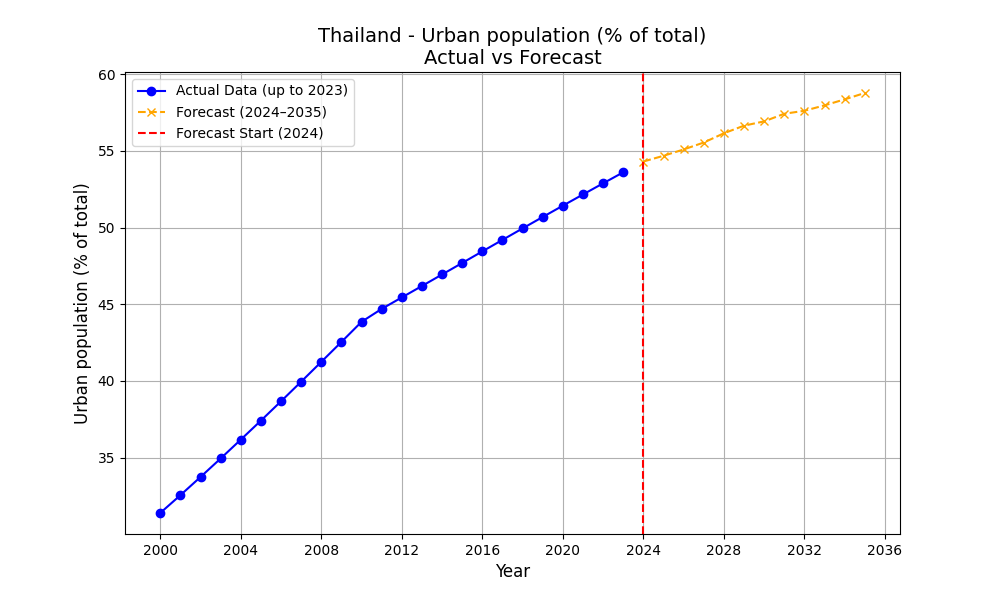 Thailand - Urban population (% of total)
Actual vs Forecast
Actual Data (up to 2023)
Forecast (2024–2035)
Forecast Start (2024)
Urban population (% of total)
60
55
50
45
40
35
2000 2004 2008 2012 2016 2020 2024 2028 2032 2036
Year